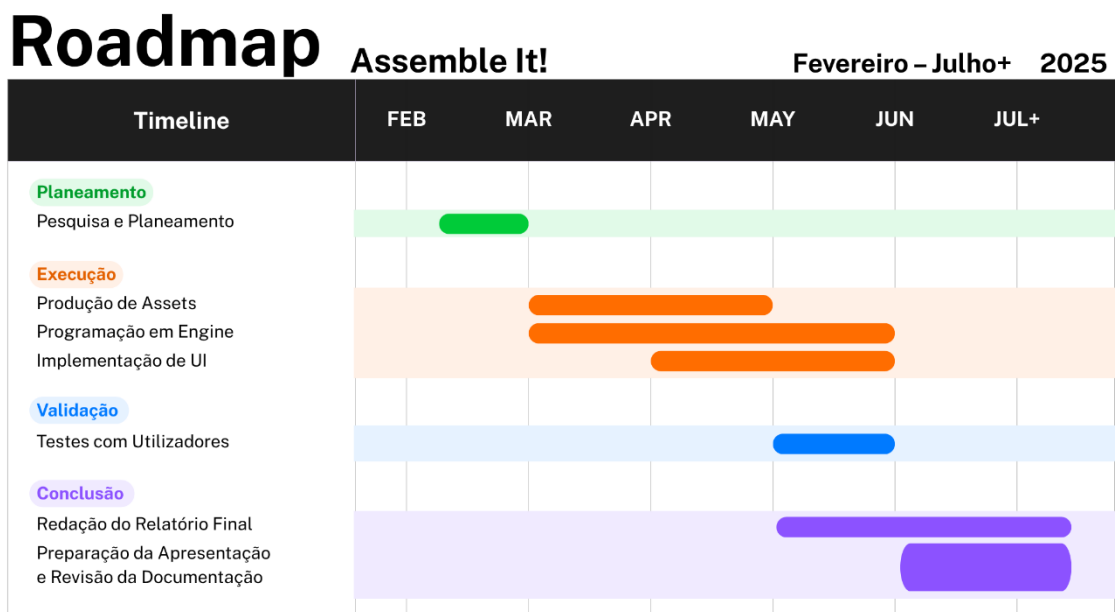 Roadmap Assemble It! Fevereiro – Julho+ 2025
Timeline FEB MAR APR MAY JUN JUL+
Planeamento
Pesquisa e Planeamento
Execução
Produção de Assets
Programação em Engine
Implementação de UI
Validação
Testes com Utilizadores
Conclusão
Redação do Relatório Final
Preparação da Apresentação
e Revisão da Documentação